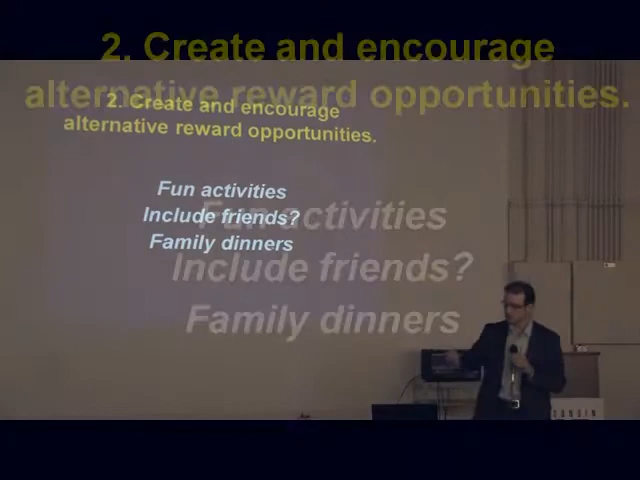 2. Create and encourage
alternative reward opportunities.
2. Create and encourage
alternative reward opportunities.
Fun activities
Include friends?
Family dinners
Fun activities
Include friends?
Family dinners